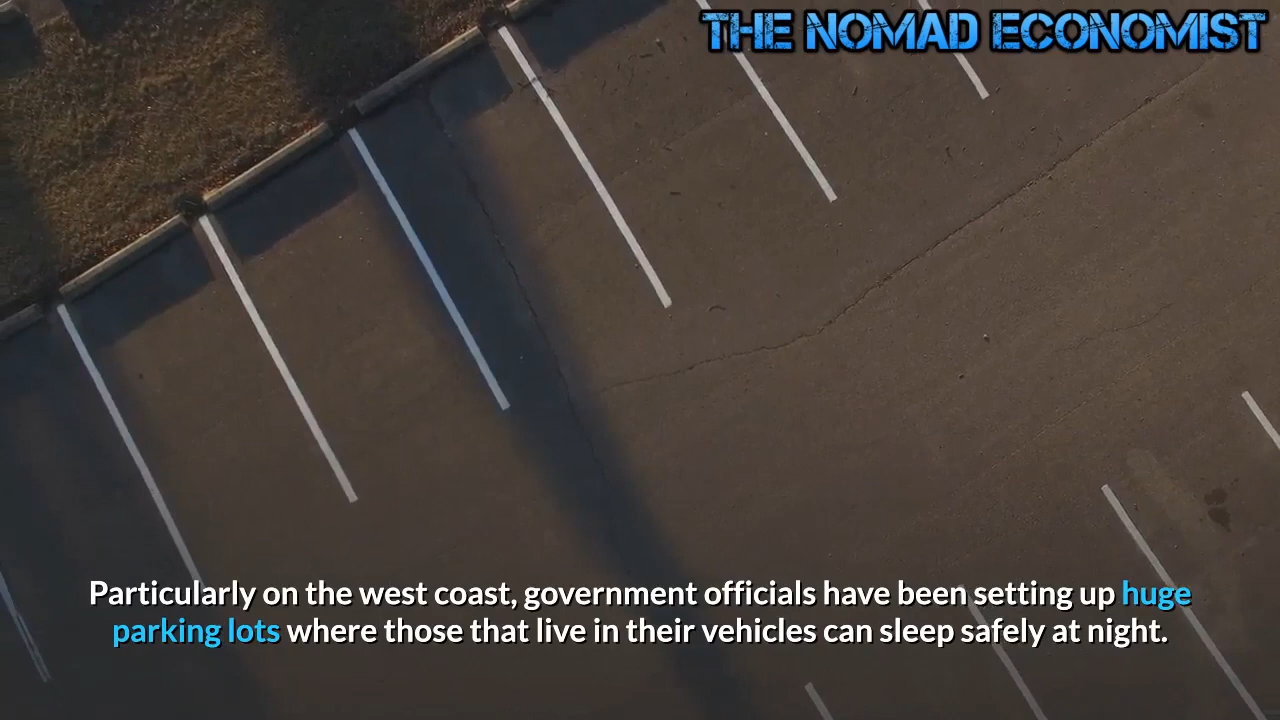 THE NOMAD ECONOMIST
Particularly on the west coast, government officials have been setting up huge
parking lots where those that live in their vehicles can sleep safely at night.